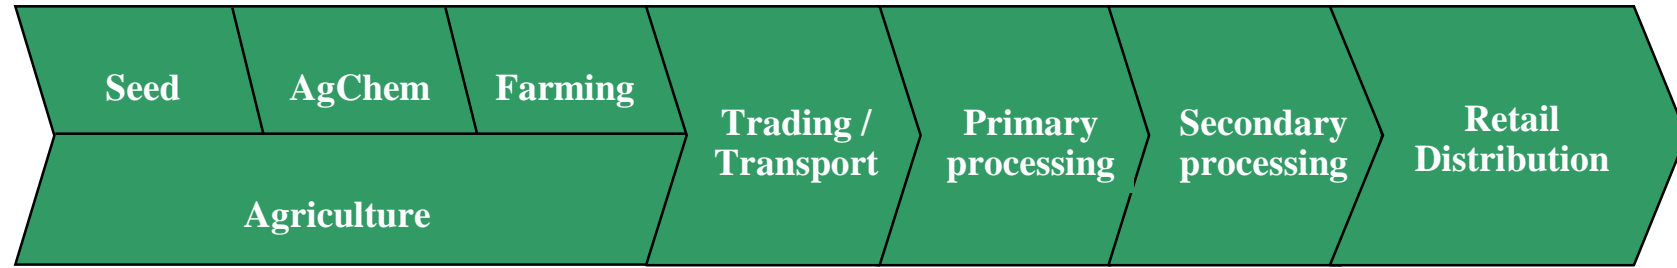 Seed
AgChem
Farming
Agriculture
Trading /
Transport
Primary
processing
Secondary
processing
Retail
Distribution